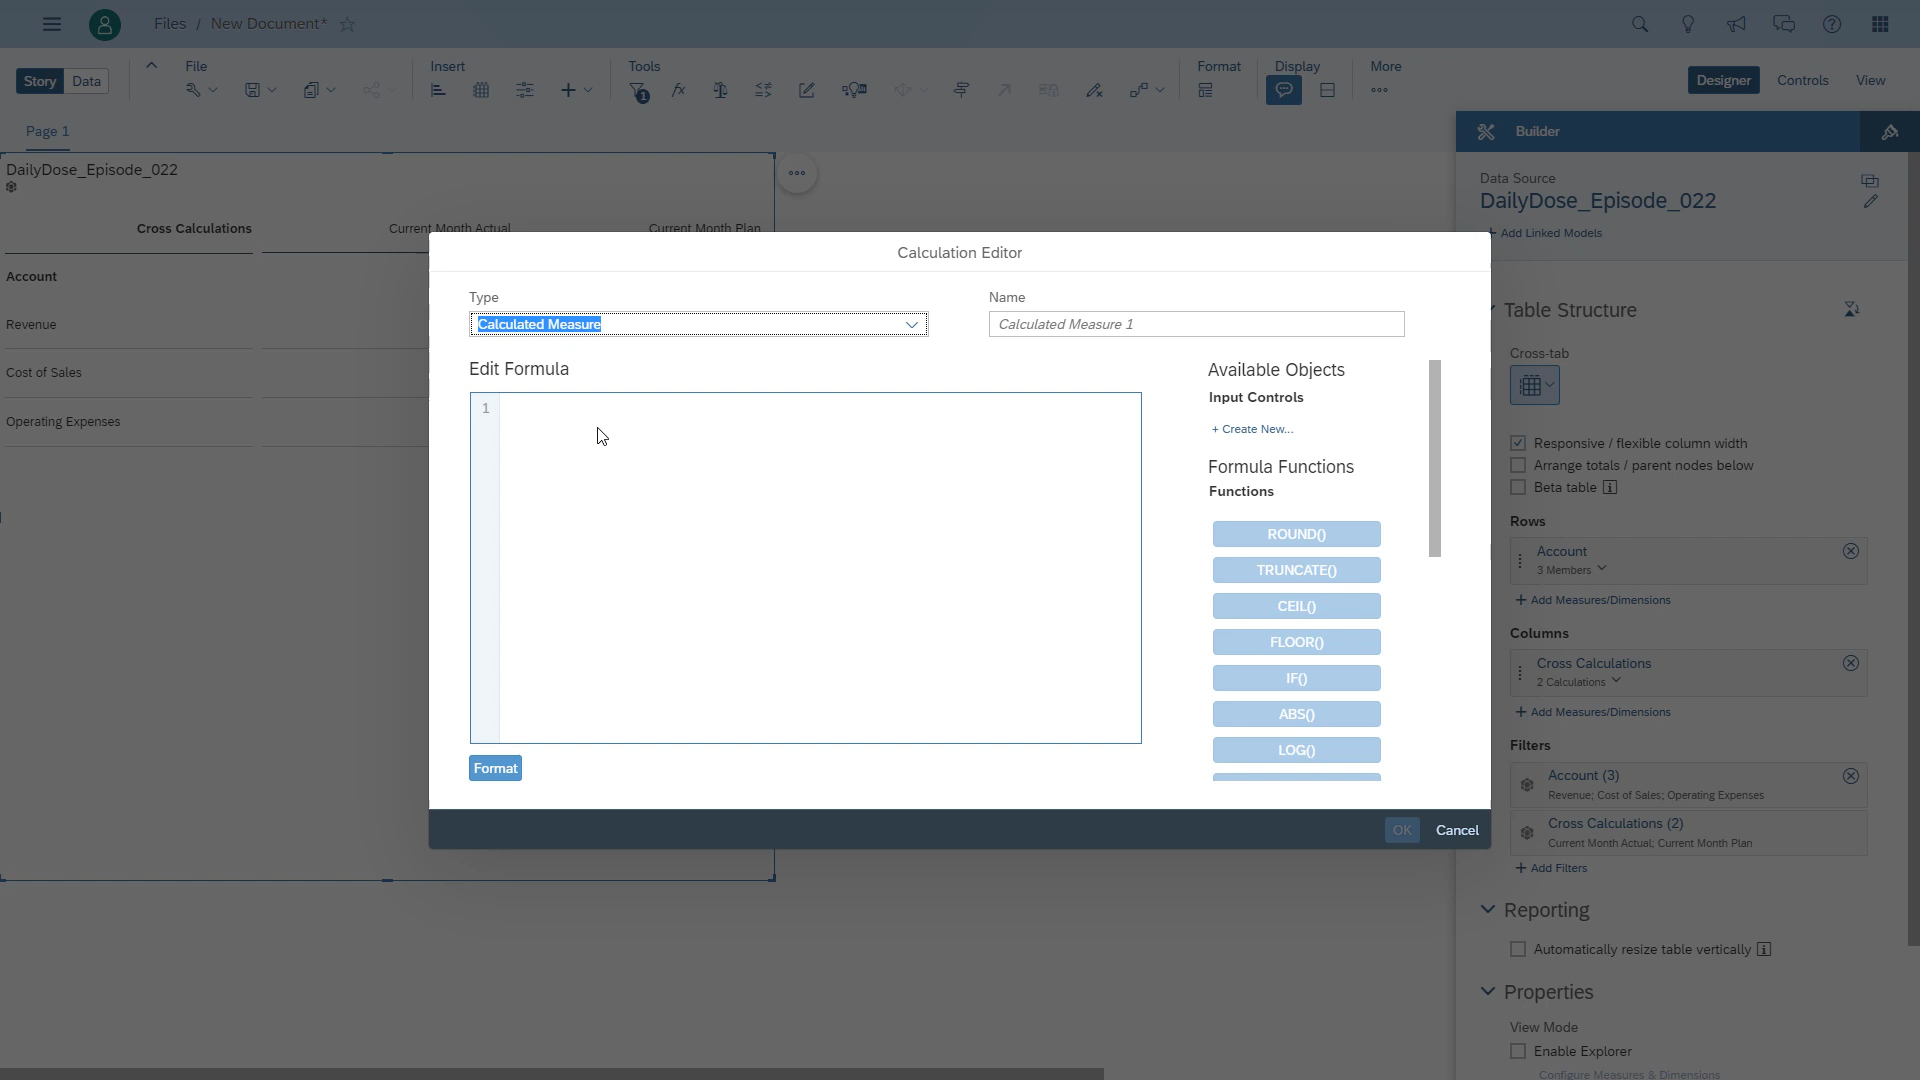 Files / New Document*
Story Data
File
Insert
Tools
1
Format
Display
More
Designer Controls View
Page 1
DailyDose_Episode_022
Cross Calculations Current Month Actual Current Month Plan
Account
Revenue
Cost of Sales
Operating Expenses
Calculation Editor
Type
Calculated Measure
Name
Calculated Measure 1
Edit Formula
1
Format
Available Objects
Input Controls
+ Create New...
Formula Functions
Functions
ROUND()
TRUNCATE()
CEIL()
FLOOR()
IF()
ABS()
LOG()
OK Cancel
Builder
Data Source
DailyDose_Episode_022
+ Add Linked Models
Table Structure
Cross-tab
Responsive / flexible column width
Arrange totals / parent nodes below
Beta table
Rows
Account
3 Members
+ Add Measures/Dimensions
Columns
Cross Calculations
2 Calculations
+ Add Measures/Dimensions
Filters
Account (3)
Revenue; Cost of Sales; Operating Expenses
Cross Calculations (2)
Current Month Actual; Current Month Plan
+ Add Filters
Reporting
Automatically resize table vertically
Properties
View Mode
Enable Explorer
Configure Measures & Dimensions